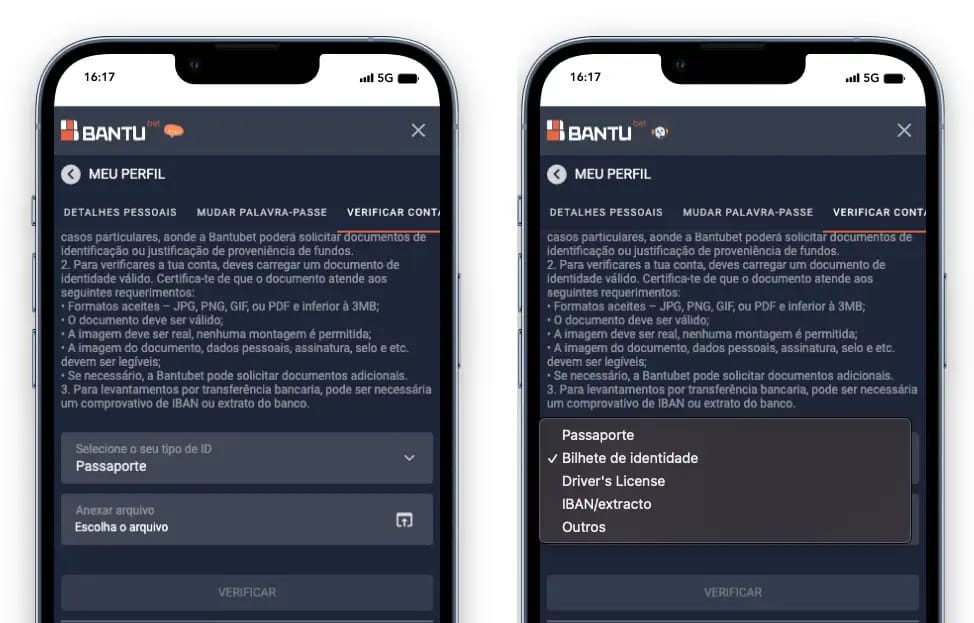 16:17
5G
BANTU bet
MEU PERFIL
DETALHES PESSOAIS MUDAR PALAVRA-PASSE VERIFICAR CONTA
casos particulares, aonde a Bantubet poderá solicitar documentos de
identificação ou justificação de proveniência de fundos.
2. Para verificares a tua conta, deves carregar um documento de
identidade válido. Certifica-te de que o documento atende aos
seguintes requerimentos:
• Formatos aceites – JPG, PNG, GIF, ou PDF e inferior à 3MB;
• O documento deve ser válido;
• A imagem deve ser real, nenhuma montagem é permitida;
• A imagem do documento, dados pessoais, assinatura, selo e etc.
devem ser legíveis;
• Se necessário, a Bantubet pode solicitar documentos adicionais.
3. Para levantamentos por transferência bancaria, pode ser necessária
um comprovativo de IBAN ou extrato do banco.
Selecione o seu tipo de ID
Passaporte
Anexar arquivo
Escolha o arquivo
VERIFICAR
16:17
5G
BANTU bet
MEU PERFIL
DETALHES PESSOAIS MUDAR PALAVRA-PASSE VERIFICAR CONTA
casos particulares, aonde a Bantubet poderá solicitar documentos de
identificação ou justificação de proveniência de fundos.
2. Para verificares a tua conta, deves carregar um documento de
identidade válido. Certifica-te de que o documento atende aos
seguintes requerimentos:
• Formatos aceites – JPG, PNG, GIF, ou PDF e inferior à 3MB;
• O documento deve ser válido;
• A imagem deve ser real, nenhuma montagem é permitida;
• A imagem do documento, dados pessoais, assinatura, selo e etc.
devem ser legíveis;
• Se necessário, a Bantubet pode solicitar documentos adicionais.
3. Para levantamentos por transferência bancaria, pode ser necessária
um comprovativo de IBAN ou extrato do banco.
Passaporte
✓ Bilhete de identidade
Driver's License
IBAN/extracto
Outros
VERIFICAR